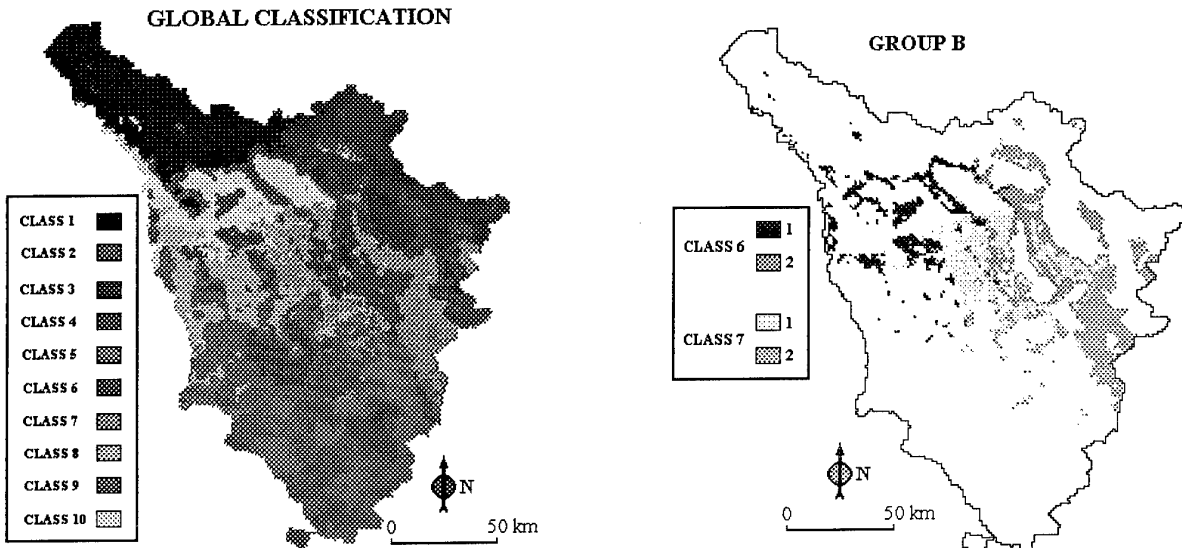 GLOBAL CLASSIFICATION
CLASS 1
CLASS 2
CLASS 3
CLASS 4
CLASS 5
CLASS 6
CLASS 7
CLASS 8
CLASS 9
CLASS 10
N
0 50 km
GROUP B
CLASS 6
1
2
CLASS 7
1
2
N
0 50 km